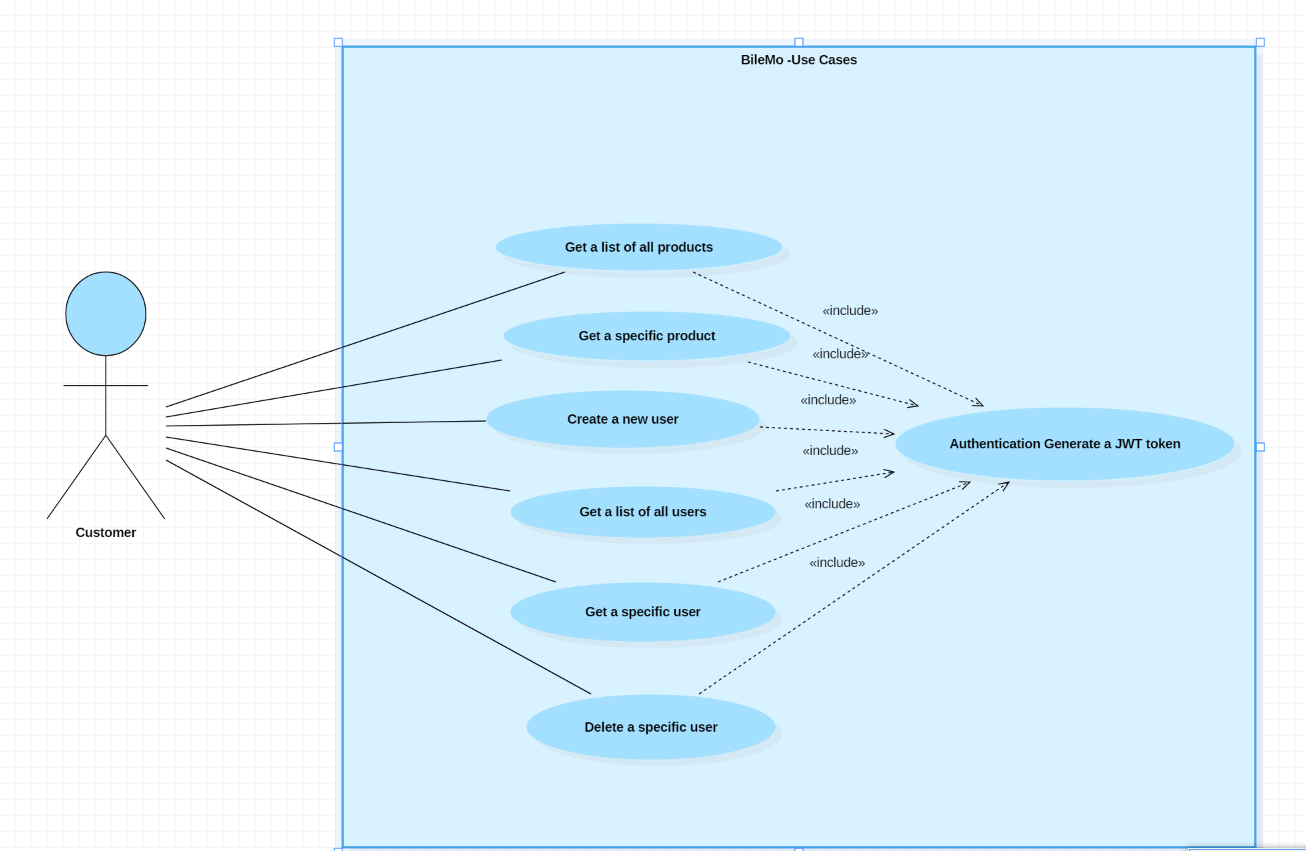 BileMo -Use Cases
Get a list of all products
«include»
Get a specific product
«include»
«include»
Create a new user
Authentication Generate a JWT token
«include»
Get a list of all users
«include»
Customer
«include»
Get a specific user
Delete a specific user